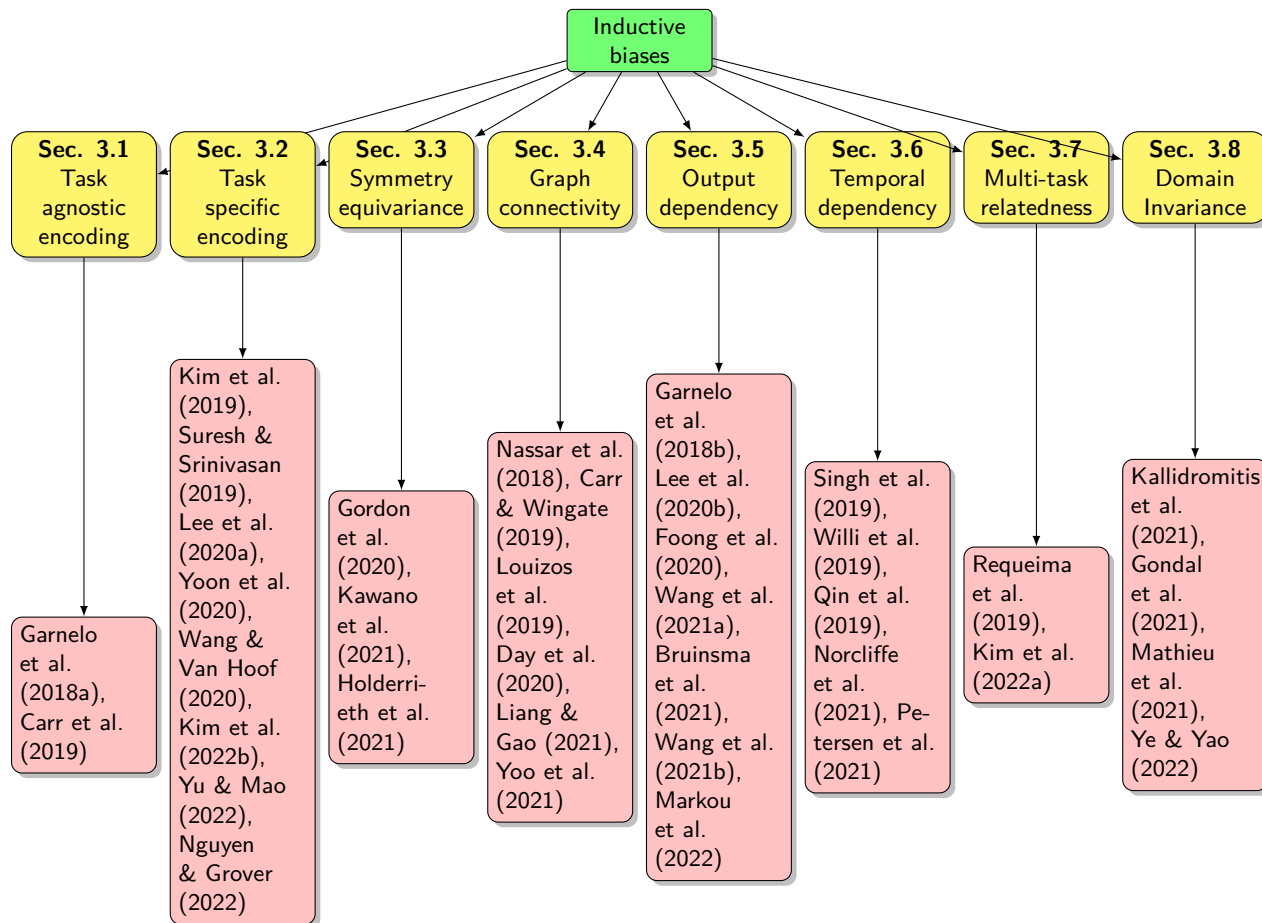 Inductive
biases
Sec. 3.1
Task
agnostic
encoding
Sec. 3.2
Task
specific
encoding
Sec. 3.3
Symmetry
equivariance
Sec. 3.4
Graph
connectivity
Sec. 3.5
Output
dependency
Sec. 3.6
Temporal
dependency
Sec. 3.7
Multi-task
relatedness
Sec. 3.8
Domain
Invariance
Garnelo
et al.
(2018a),
Carr et al.
(2019)
Kim et al.
(2019),
Suresh &
Srinivasan
(2019),
Lee et al.
(2020a),
Yoon et al.
(2020),
Wang &
Van Hoof
(2020),
Kim et al.
(2022b),
Yu & Mao
(2022),
Nguyen
& Grover
(2022)
Gordon
et al.
(2020),
Kawano
et al.
(2021),
Holderri-
eth et al.
(2021)
Nassar et al.
(2018), Carr
& Wingate
(2019),
Louizos
et al.
(2019),
Day et al.
(2020),
Liang &
Gao (2021),
Yoo et al.
(2021)
Garnelo
et al.
(2018b),
Lee et al.
(2020b),
Foong et al.
(2020),
Wang et al.
(2021a),
Bruinsma
et al.
(2021),
Wang et al.
(2021b),
Markou
et al.
(2022)
Singh et al.
(2019),
Willi et al.
(2019),
Qin et al.
(2019),
Norcliffe
et al.
(2021), Pe-
tersen et al.
(2021)
Requeima
et al.
(2019),
Kim et al.
(2022a)
Kallidromitis
et al.
(2021),
Gondal
et al.
(2021),
Mathieu
et al.
(2021),
Ye & Yao
(2022)